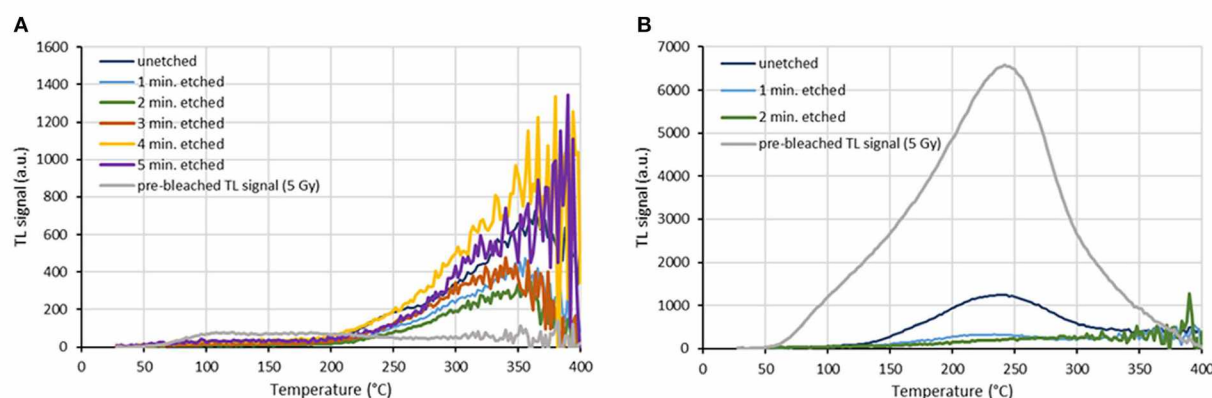 A
TL signal (a.u.)
1600
1400
1200
1000
800
600
400
200
0
unetched
1 min. etched
2 min. etched
3 min. etched
4 min. etched
5 min. etched
pre-bleached TL signal (5 Gy)
0 50 100 150 200 250 300 350 400
Temperature (°C)
B
TL signal (a.u.)
7000
6000
5000
4000
3000
2000
1000
0
unetched
1 min. etched
2 min. etched
pre-bleached TL signal (5 Gy)
0 50 100 150 200 250 300 350 400
Temperature (°C)